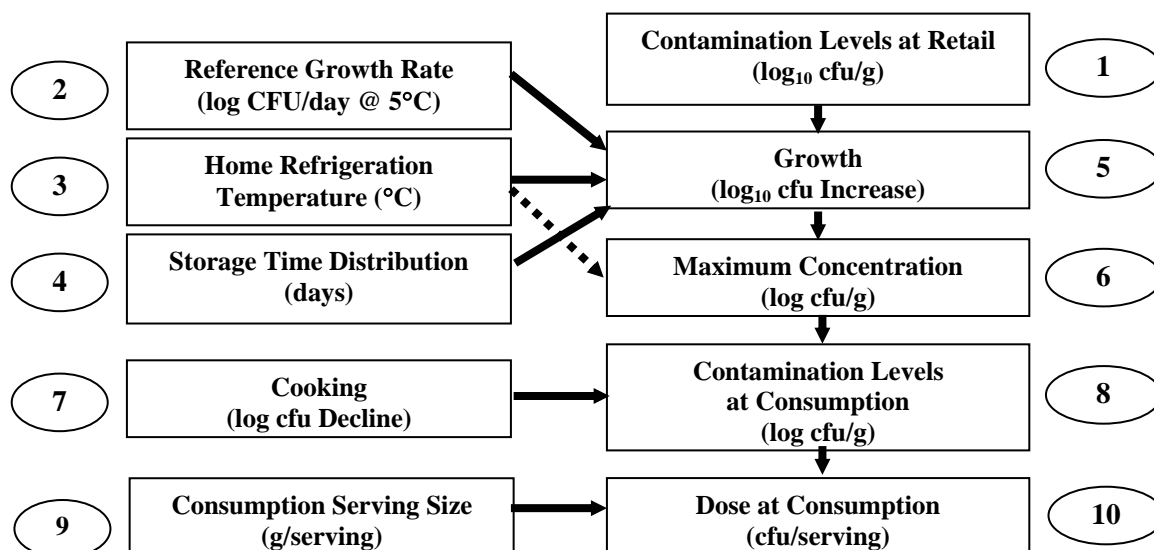 Contamination Levels at Retail
(log₁₀ cfu/g)
1
2
Reference Growth Rate
(log CFU/day @ 5°C)
3
Home Refrigeration
Temperature (°C)
Growth
(log₁₀ cfu Increase)
5
4
Storage Time Distribution
(days)
Maximum Concentration
(log cfu/g)
6
7
Cooking
(log cfu Decline)
Contamination Levels
at Consumption
(log cfu/g)
8
9
Consumption Serving Size
(g/serving)
Dose at Consumption
(cfu/serving)
10